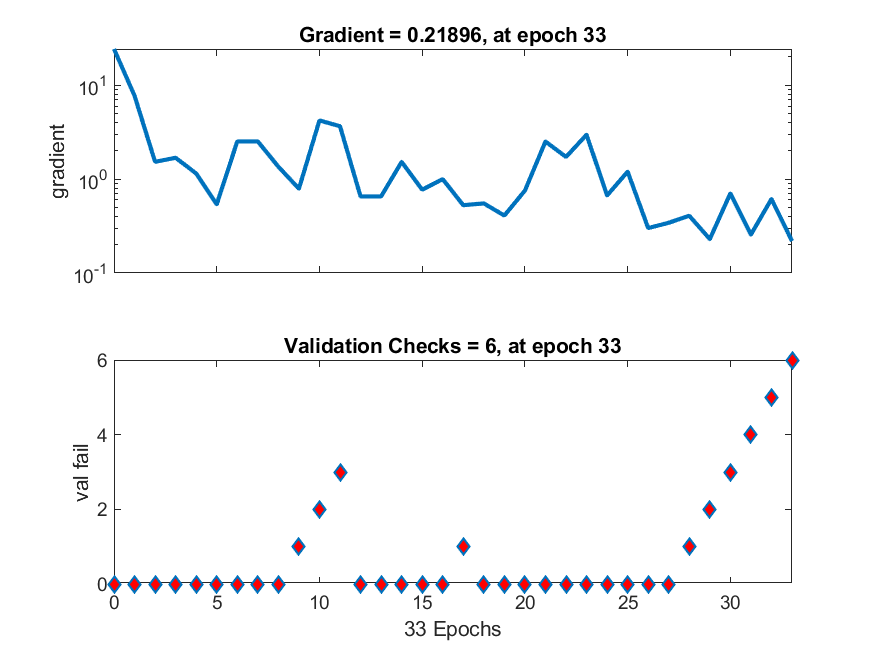 Gradient = 0.21896, at epoch 33
10^1
10^0
10^-1
gradient
Validation Checks = 6, at epoch 33
6
4
2
0
val fail
0 5 10 15 20 25 30
33 Epochs